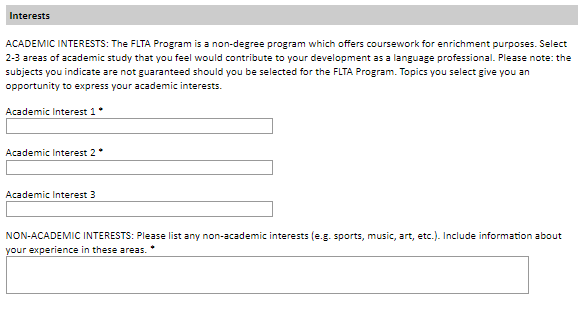 Interests
ACADEMIC INTERESTS: The FLTA Program is a non-degree program which offers coursework for enrichment purposes. Select
2-3 areas of academic study that you feel would contribute to your development as a language professional. Please note: the
subjects you indicate are not guaranteed should you be selected for the FLTA Program. Topics you select give you an
opportunity to express your academic interests.
Academic Interest 1 *
Academic Interest 2 *
Academic Interest 3
NON-ACADEMIC INTERESTS: Please list any non-academic interests (e.g. sports, music, art, etc.). Include information about
your experience in these areas. *